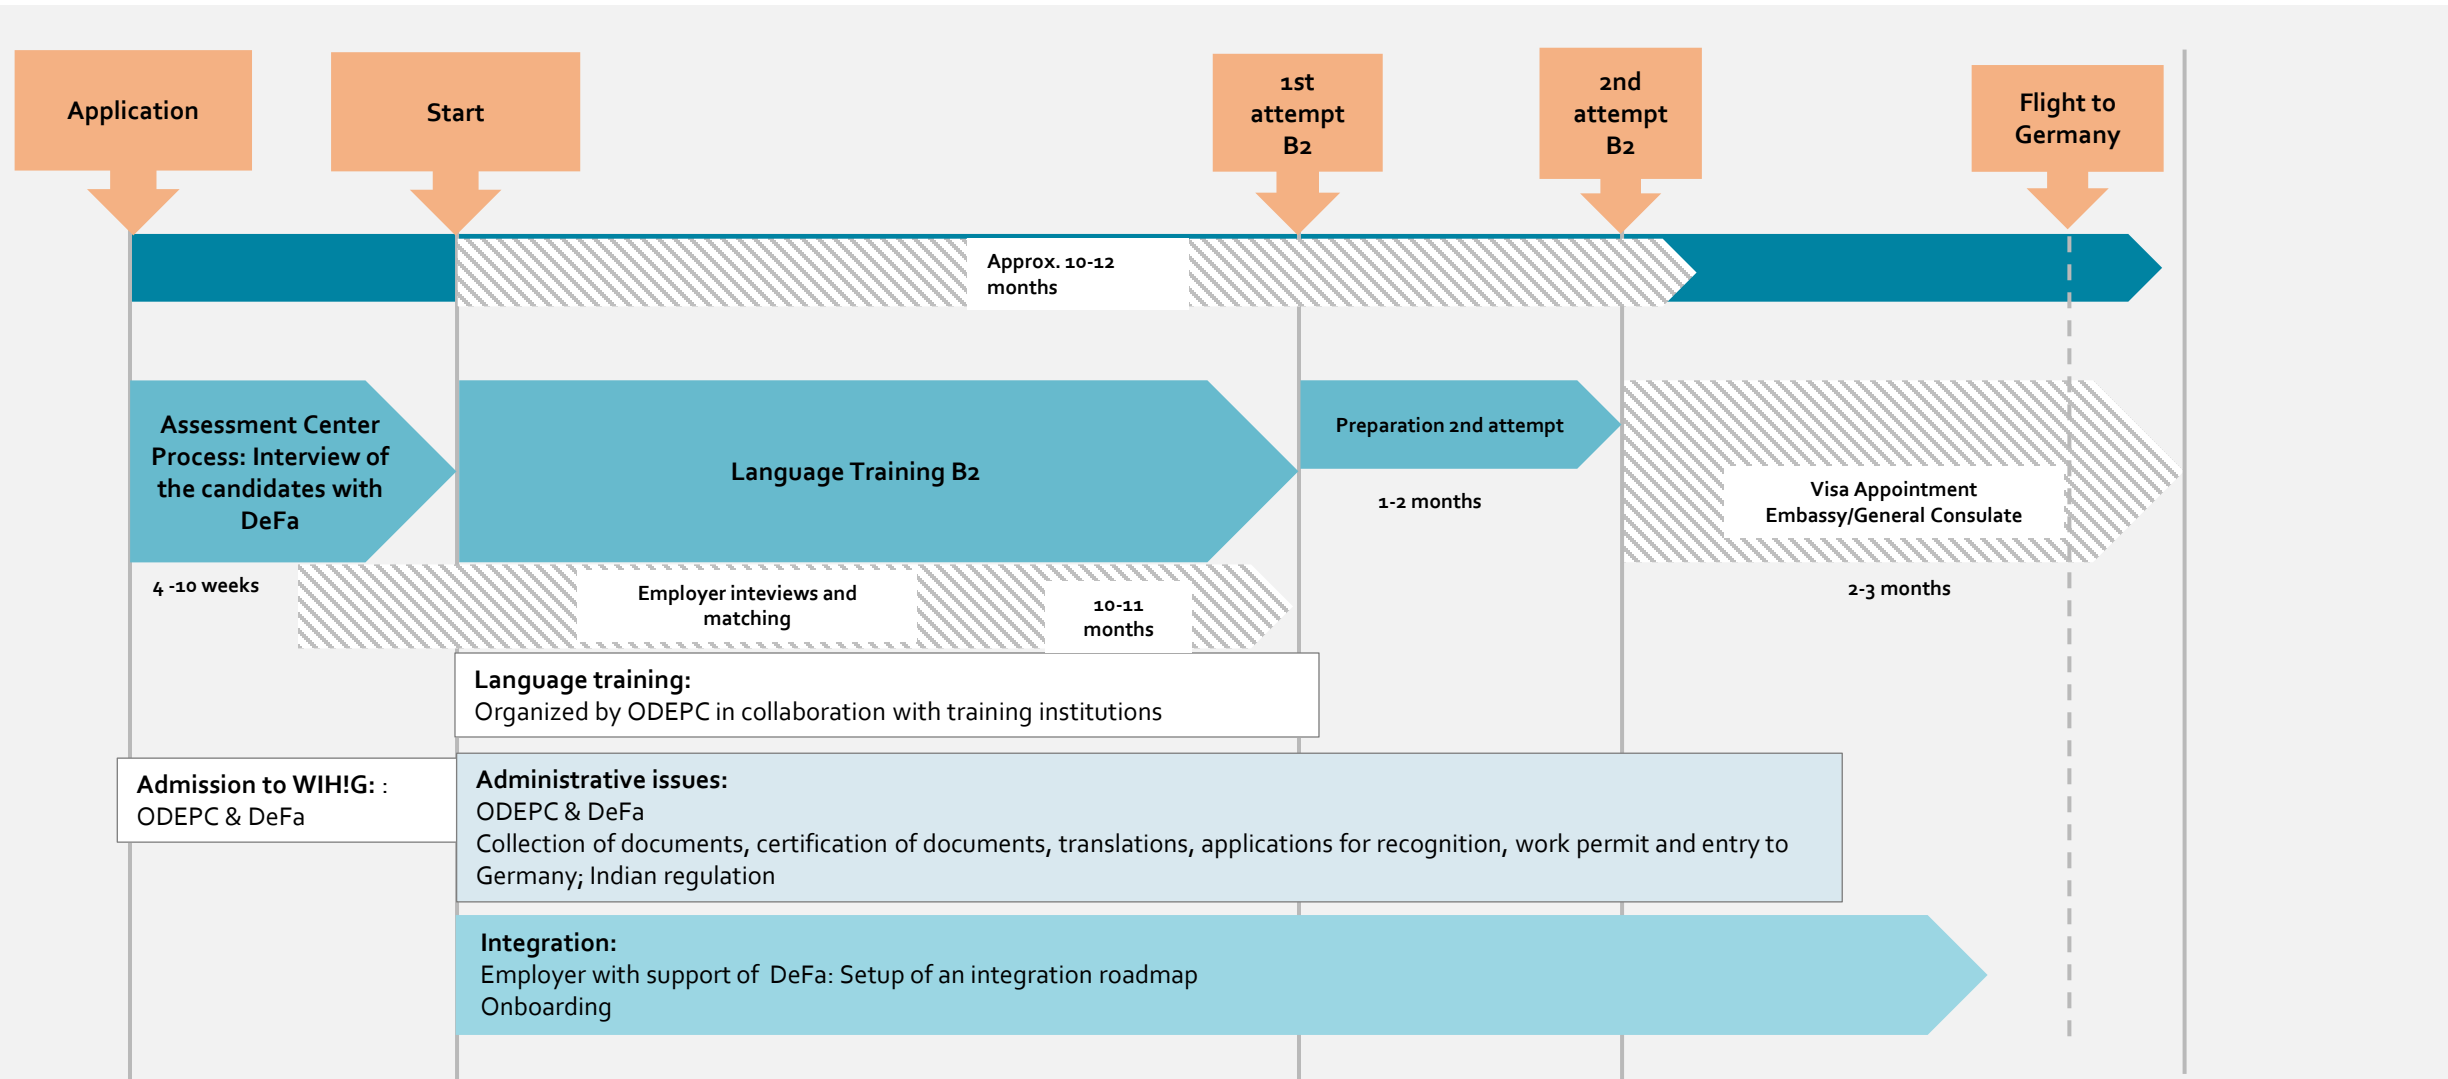 Application
Start
1st
attempt
B2
2nd
attempt
B2
Flight to
Germany
Approx. 10-12
months
Assessment Center
Process: Interview of
the candidates with
DeFa
Language Training B2
Preparation 2nd attempt
1-2 months
Visa Appointment
Embassy/General Consulate
2-3 months
4 -10 weeks
Employer inteviews and
matching
10-11
months
Language training:
Organized by ODEPC in collaboration with training institutions
Admission to WIH!G: :
ODEPC & DeFa
Administrative issues:
ODEPC & DeFa
Collection of documents, certification of documents, translations, applications for recognition, work permit and entry to
Germany; Indian regulation
Integration:
Employer with support of  DeFa: Setup of an integration roadmap
Onboarding